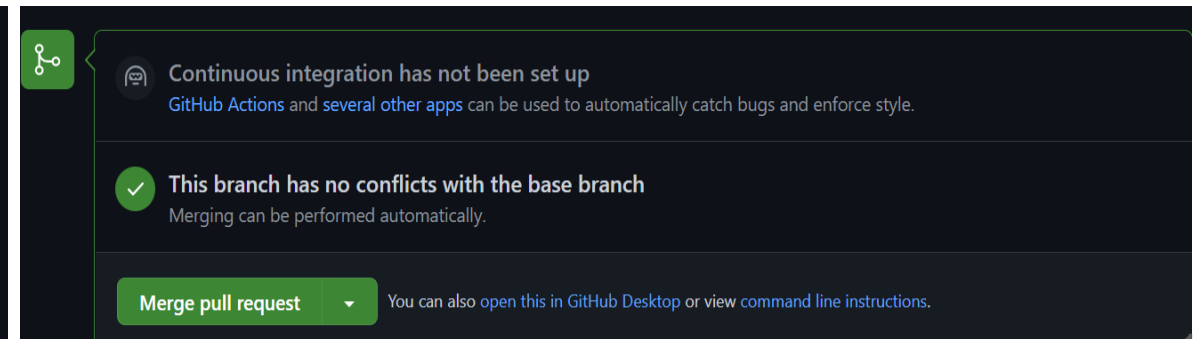 Continuous integration has not been set up
GitHub Actions and several other apps can be used to automatically catch bugs and enforce style.
This branch has no conflicts with the base branch
Merging can be performed automatically.
Merge pull request
You can also open this in GitHub Desktop or view command line instructions.